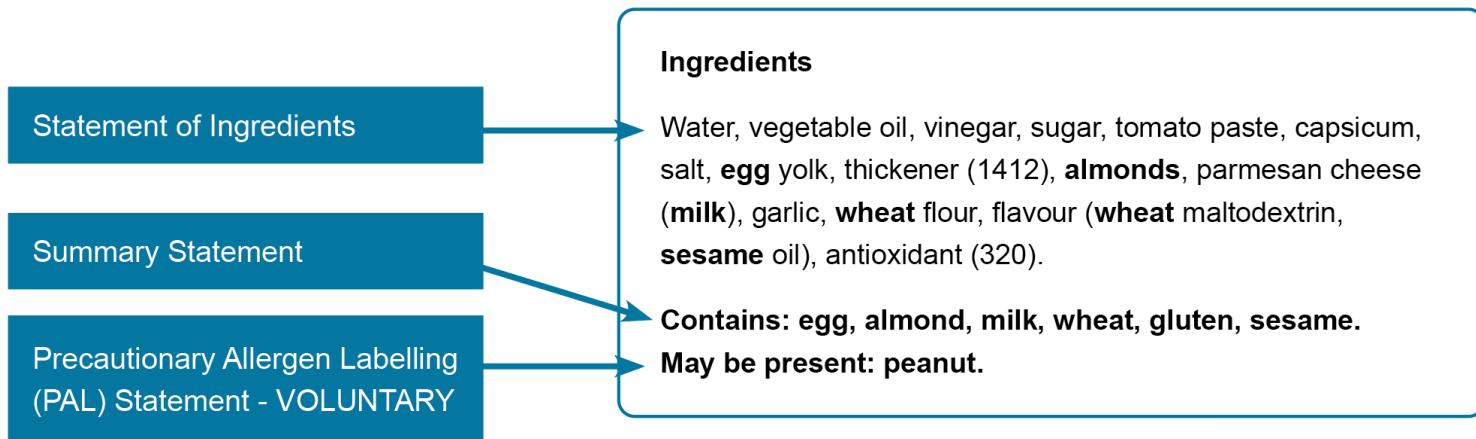 Statement of Ingredients
Summary Statement
Precautionary Allergen Labelling
(PAL) Statement - VOLUNTARY
Ingredients
Water, vegetable oil, vinegar, sugar, tomato paste, capsicum,
salt, egg yolk, thickener (1412), almonds, parmesan cheese
(milk), garlic, wheat flour, flavour (wheat maltodextrin,
sesame oil), antioxidant (320).
Contains: egg, almond, milk, wheat, gluten, sesame.
May be present: peanut.